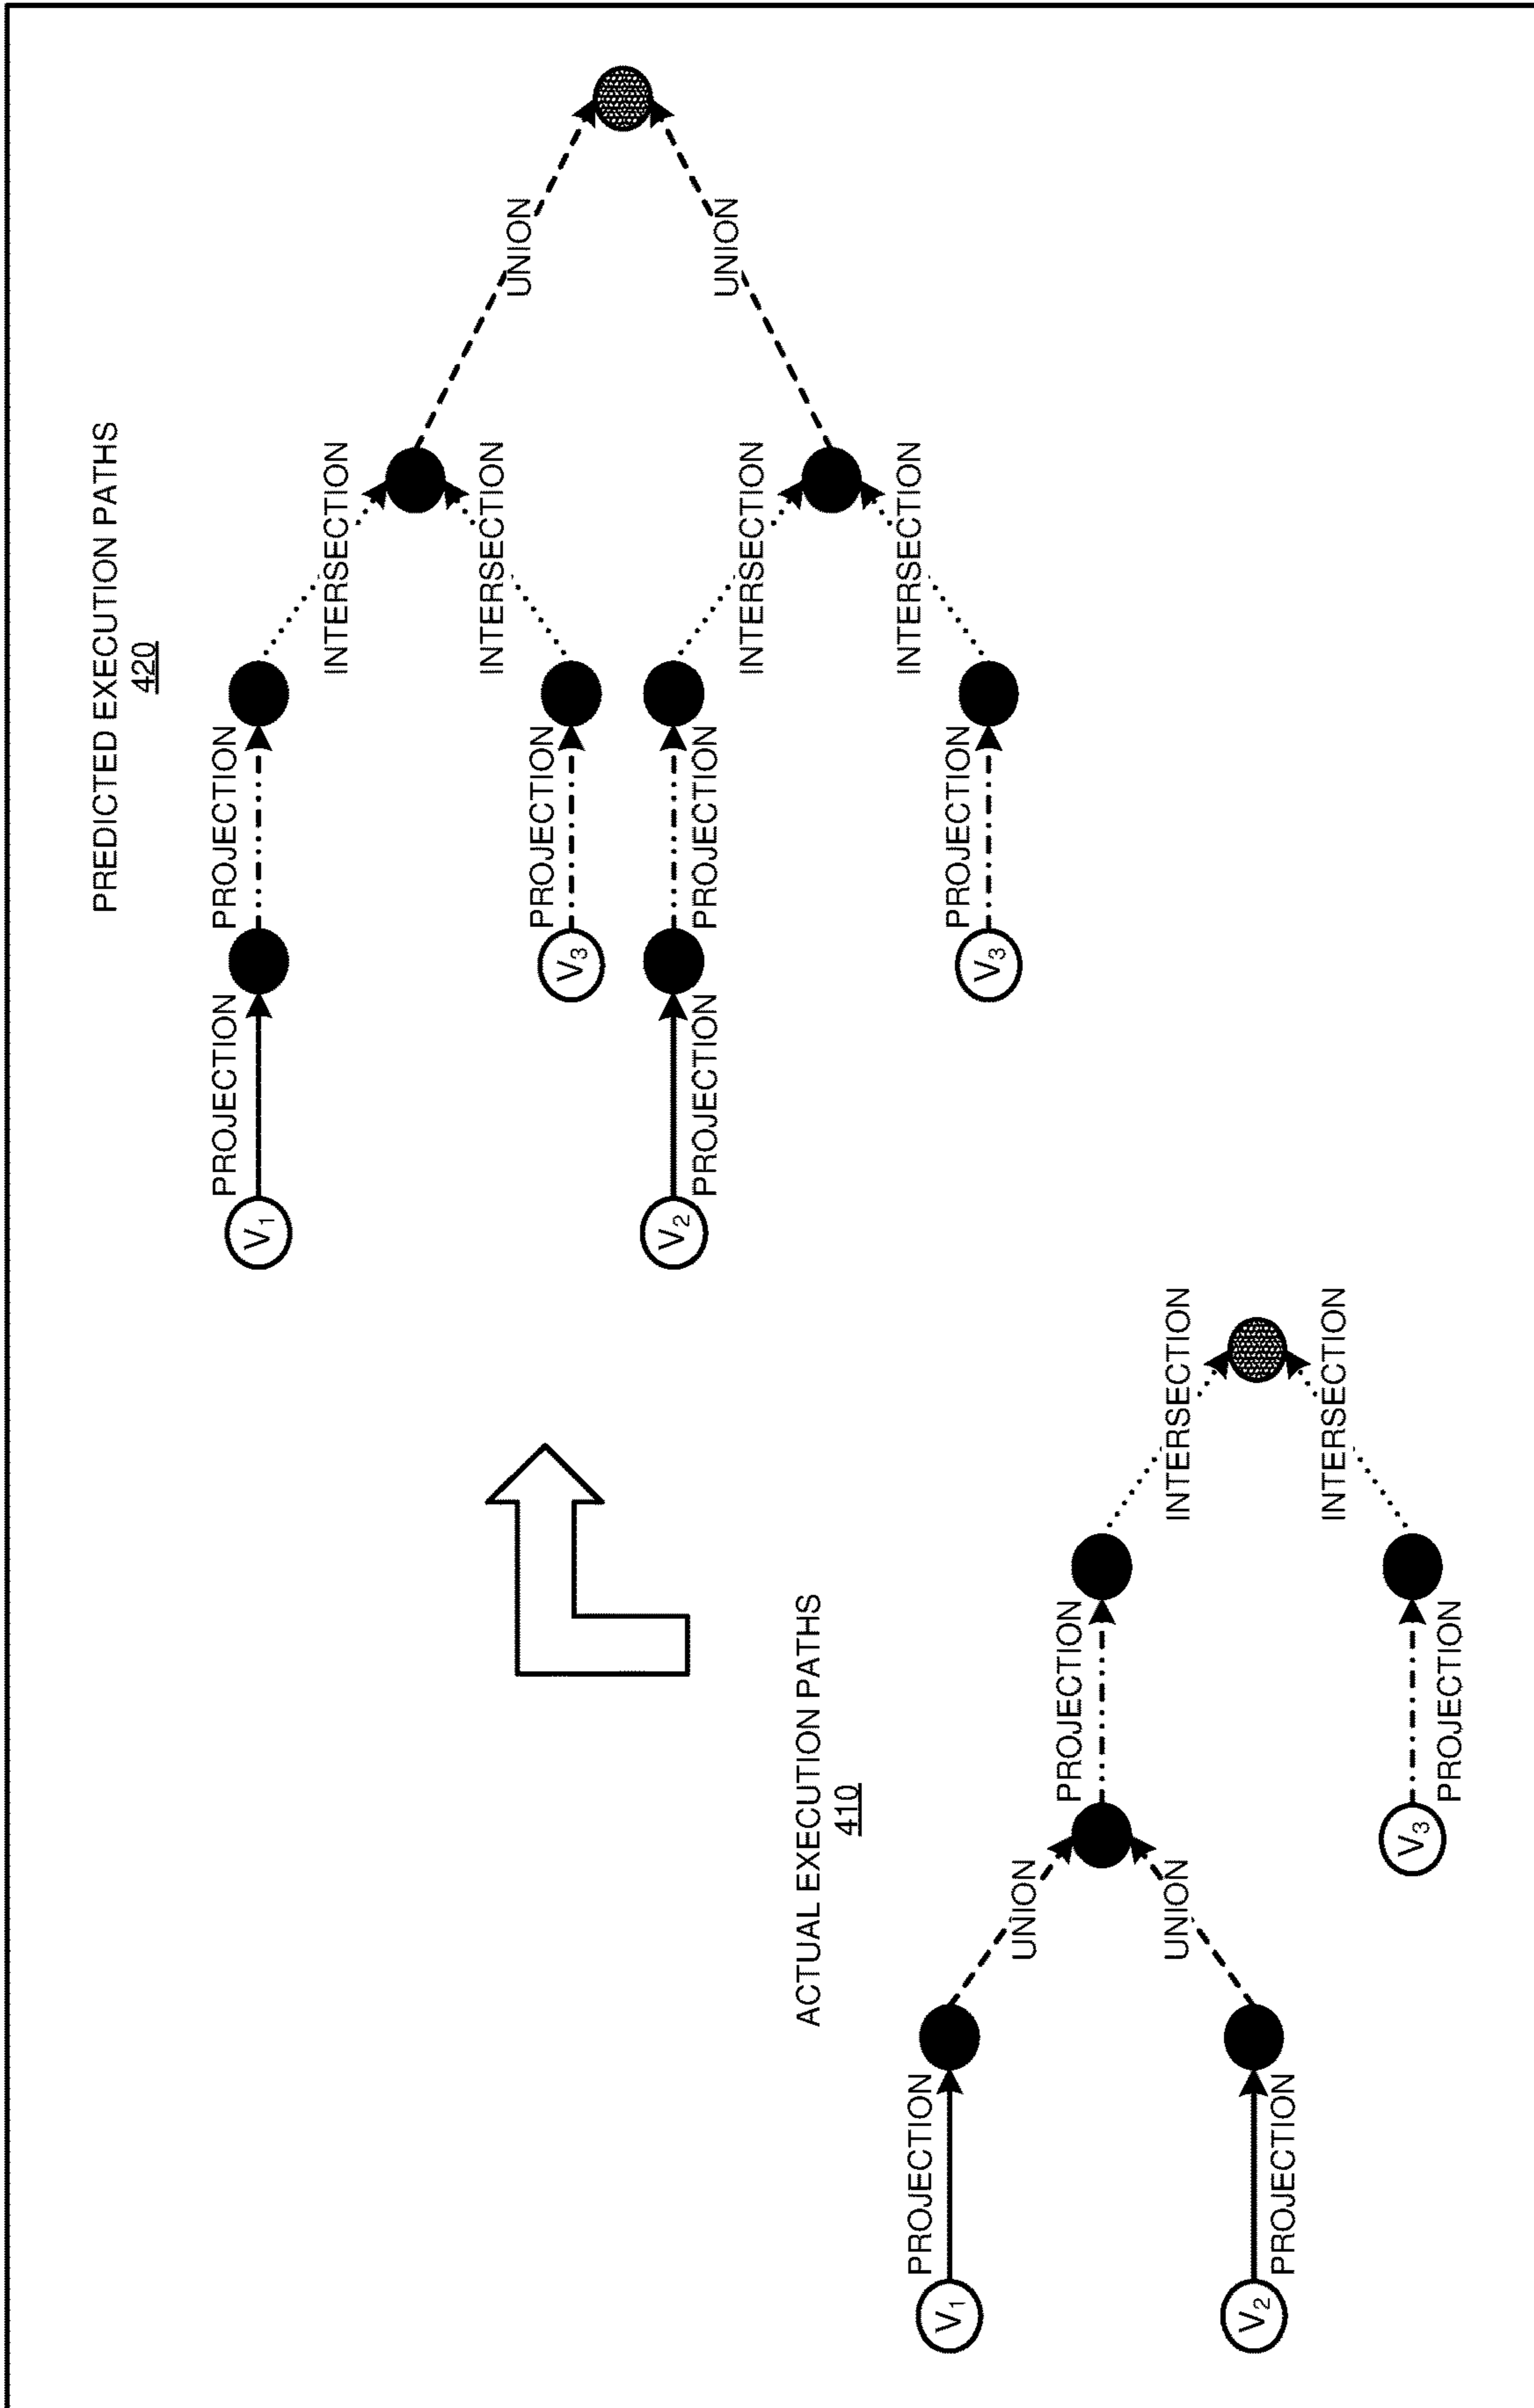 PREDICTED EXECUTION PATHS
420
V1
PROJECTION
PROJECTION
INTERSECTION
INTERSECTION
V3
PROJECTION
UNION
V2
PROJECTION
PROJECTION
INTERSECTION
INTERSECTION
V3
PROJECTION
UNION
ACTUAL EXECUTION PATHS
410
V1
PROJECTION
UNION
PROJECTION
INTERSECTION
V2
PROJECTION
UNION
V3
PROJECTION
INTERSECTION